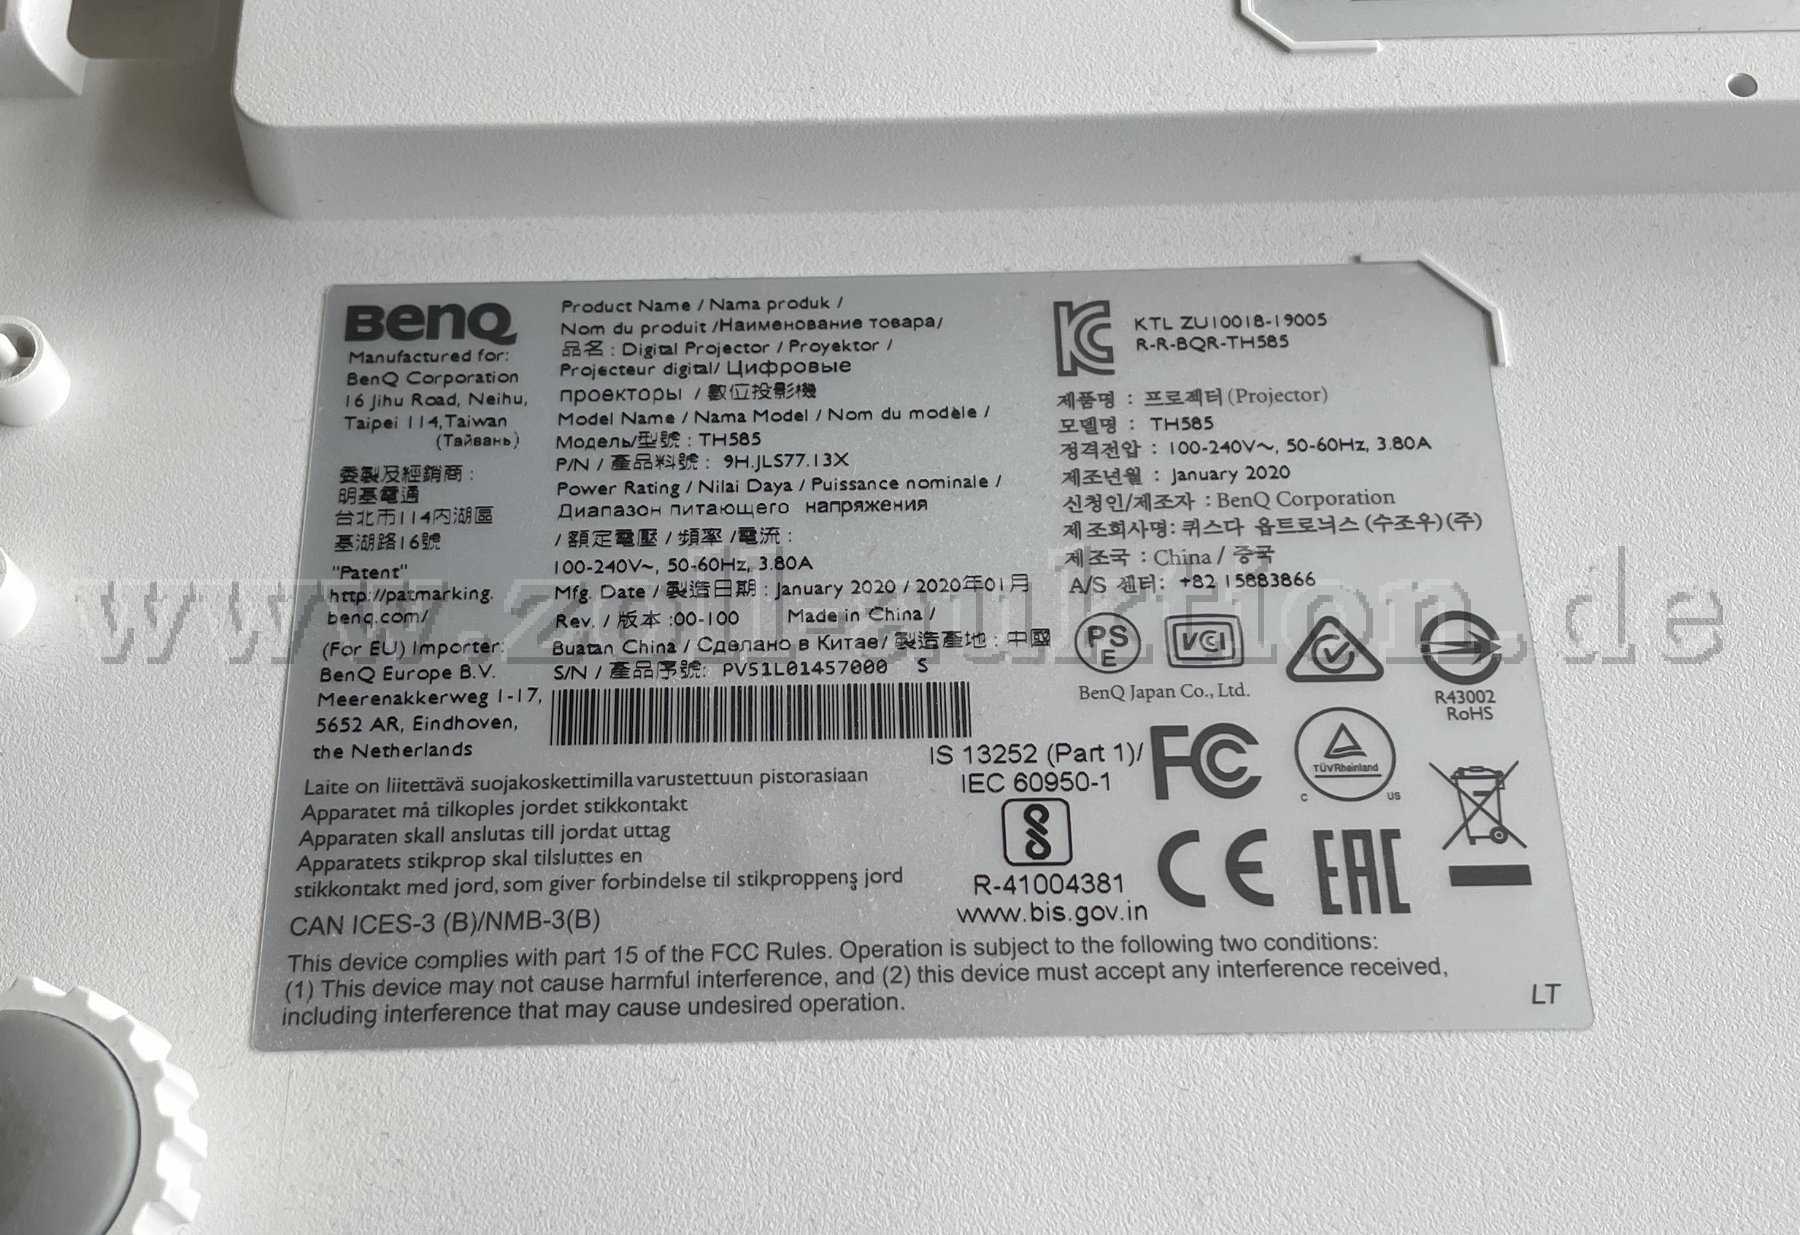 BenQ
Manufactured for:
BenQ Corporation
16 Jihu Road, Neihu,
Taipei 114,Taiwan
(Тайвань)
委製及經銷商 :
明基電通
台北市114內湖區
基湖路16號
"Patent"
http://patmarking.
benq.com/
(For EU) Importer:
BenQ Europe B.V.
Meerenakkerweg 1-17,
5652 AR, Eindhoven,
the Netherlands
Product Name / Nama produk /
Nom du produit /Наименование товара/
品名 : Digital Projector / Proyektor /
Projecteur digital/ Цифровые
проекторы / 數位投影機
Model Name / Nama Model / Nom du modèle /
Модель/型號 : TH585
P/N / 產品料號 : 9H.JLS77.13X
Power Rating / Nilai Daya / Puissance nominale /
Диапазон питающего напряжения
/ 額定電壓 / 頻率 /電流 :
100-240V~, 50-60Hz, 3.80A
Mfg. Date / 製造日期 : January 2020 / 2020年01月
Rev. / 版本 :00-100 Made in China /
Buatan China / Сделано в Китае/ 製造產地 : 中國
S/N / 產品序號: PV51L01457000 S
KC
KTL ZU10018-19005
R-R-BQR-TH585
제품명 : 프로젝터(Projector)
모델명 : TH585
정격전압 : 100-240V~, 50-60Hz, 3.80A
제조년월 : January 2020
신청인/제조자 : BenQ Corporation
제조회사명: 퀴스다 옵트로닉스 (수조우)(주)
제조국 : China / 중국
A/S 센터: +82 15883866
PS
E
VCI
BenQ Japan Co., Ltd.
R43002
RoHS
IS 13252 (Part 1)/
IEC 60950-1
R-41004381
www.bis.gov.in
FC
TÜVRheinland
C US
CE
EAC
Laite on liitettävä suojakoskettimilla varustettuun pistorasiaan
Apparatet må tilkoples jordet stikkontakt
Apparaten skall anslutas till jordat uttag
Apparatets stikprop skal tilsluttes en
stikkontakt med jord, som giver forbindelse til stikproppens jord
CAN ICES-3 (B)/NMB-3(B)
This device complies with part 15 of the FCC Rules. Operation is subject to the following two conditions:
(1) This device may not cause harmful interference, and (2) this device must accept any interference received,
including interference that may cause undesired operation.
LT
www.zoll-auktion.de